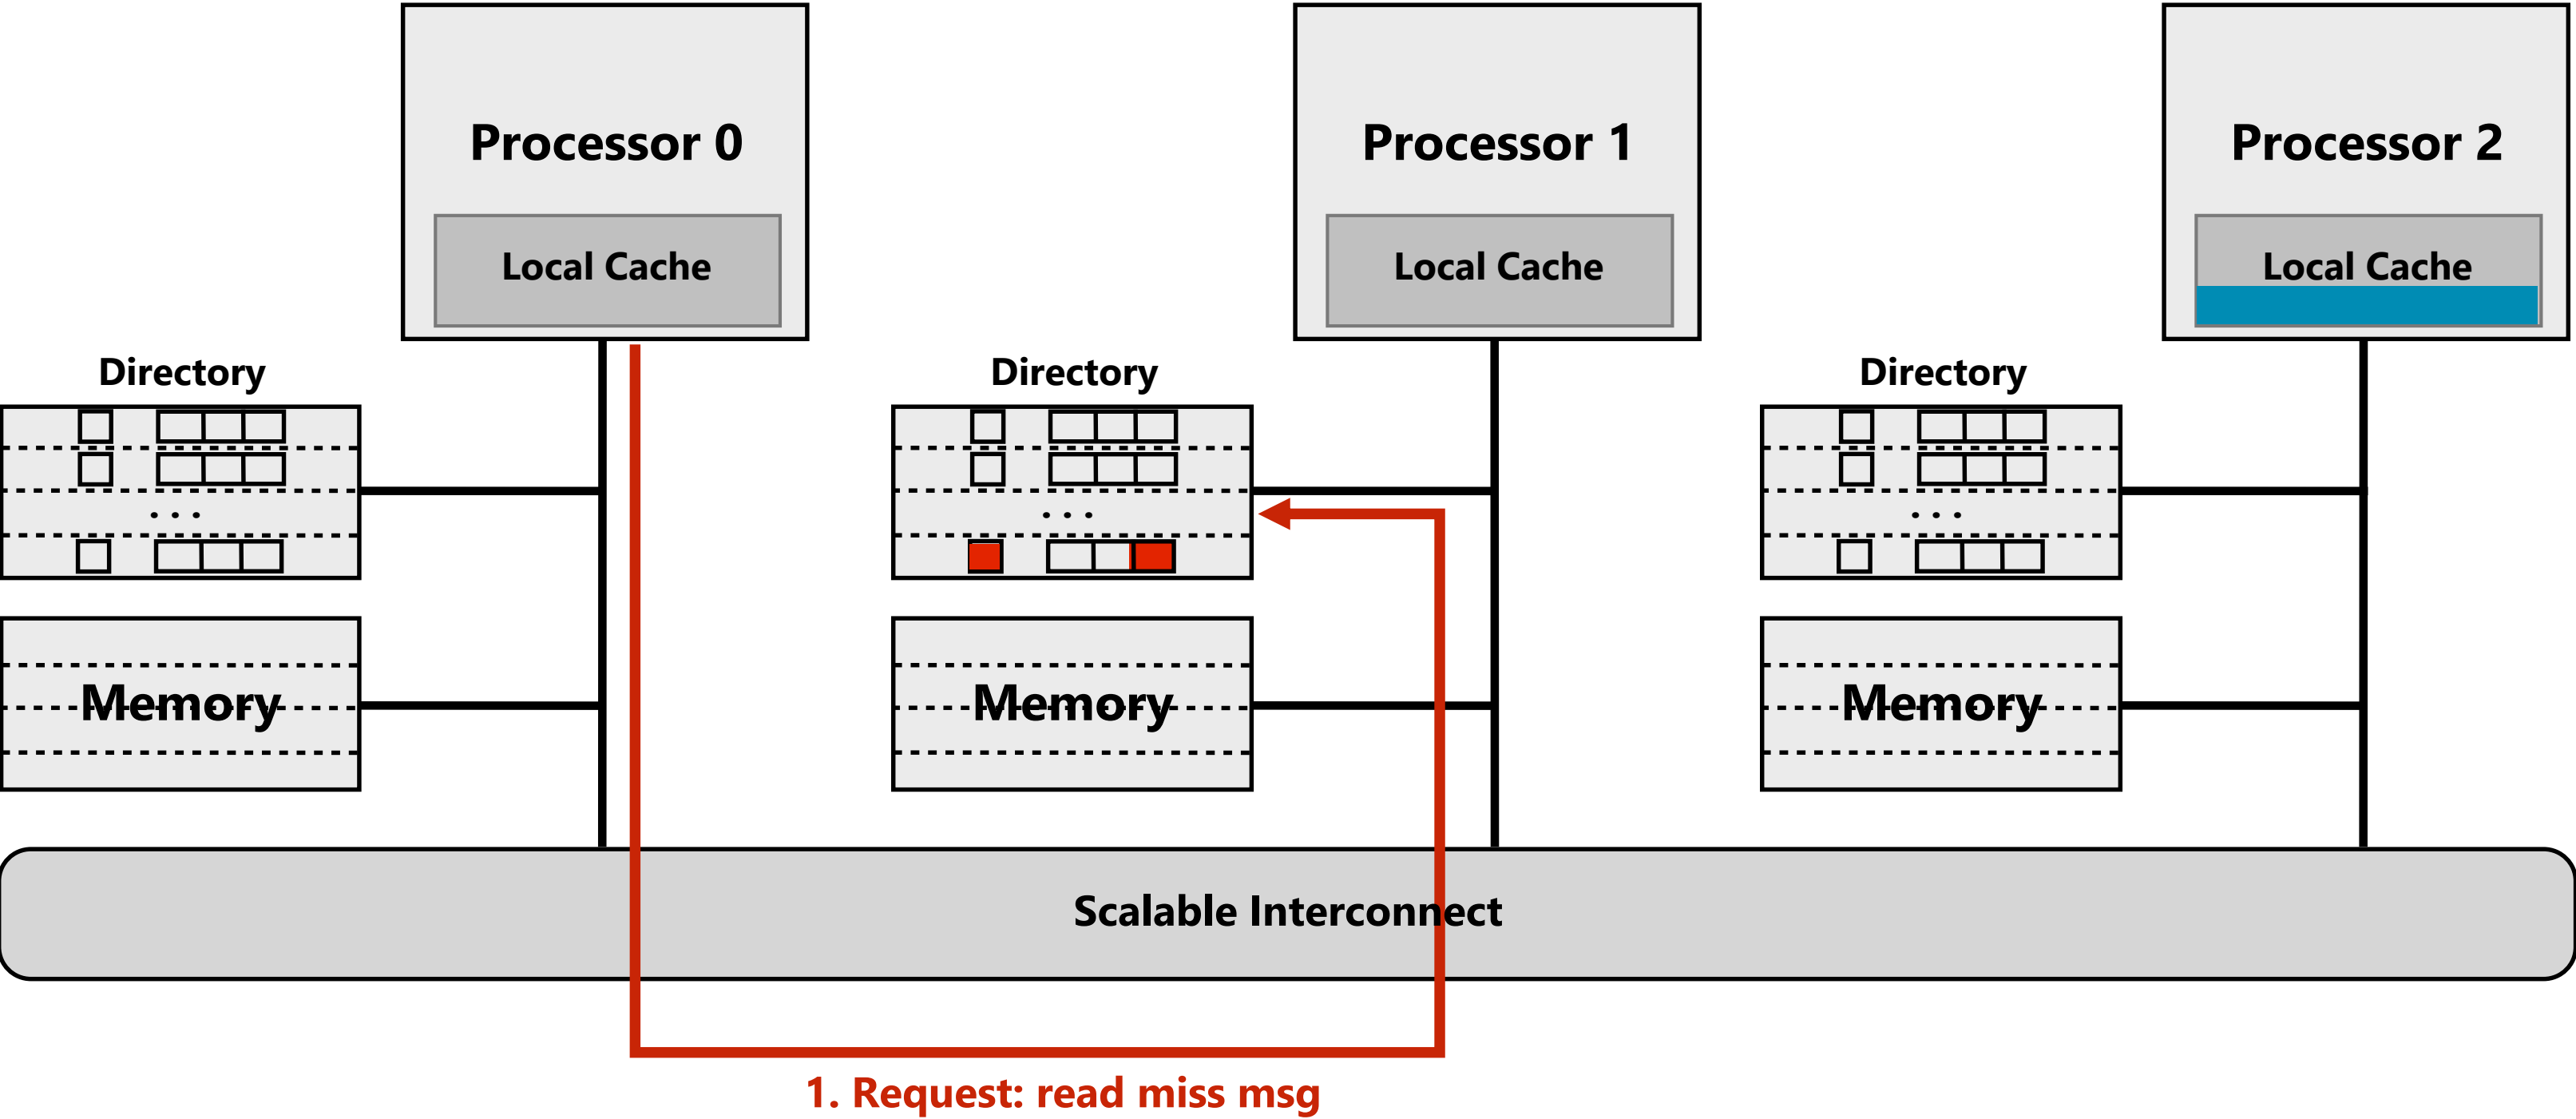 Processor 0
Processor 1
Processor 2
Local Cache
Local Cache
Local Cache
Directory
Directory
Directory
. . .
. . .
. . .
Memory
Memory
Memory
Scalable Interconnect
1. Request: read miss msg